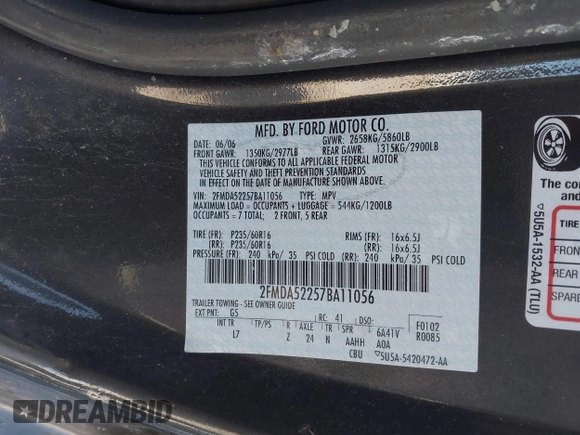 MFD. BY FORD MOTOR CO.
DATE: 06/06 GVWR: 2658KG/5860LB
FRONT GAWR: 1350KG/2977LB REAR GAWR: 1315KG/2900LB
THIS VEHICLE CONFORMS TO ALL APPLICABLE FEDERAL MOTOR
VEHICLE SAFETY AND THEFT PREVENTION STANDARDS
IN EFFECT ON THE DATE OF MANUFACTURE SHOWN ABOVE.
VIN: 2FMDA52257BA11056 TYPE: MPV
MAXIMUM LOAD = OCCUPANTS + LUGGAGE = 544KG/1200LB
OCCUPANTS = 7 TOTAL: 2 FRONT, 5 REAR
TIRE (FR): P235/60R16 RIMS (FR): 16x6.5J
(RR): P235/60R16 (RR): 16x6.5J
PRESSURE (FR): 240 kPa/ 35 PSI COLD (RR): 240 kPa/ 35 PSI COLD
2FMDA52257BA11056
TRAILER TOWING - SEE OWNER GUIDE
EXT PNT: G5 RC: 41 DSO: F0102
INT TR TP/PS R AXLE TR SPR 6A41V R0085
L7 Z 24 N AAHH A0A
CBU ▽5U5A-5420472-AA
▽5U5A-1532-AA (TLU)
The co
and ca
TIRE
FRON
REAR
SPARE
DREAMBID